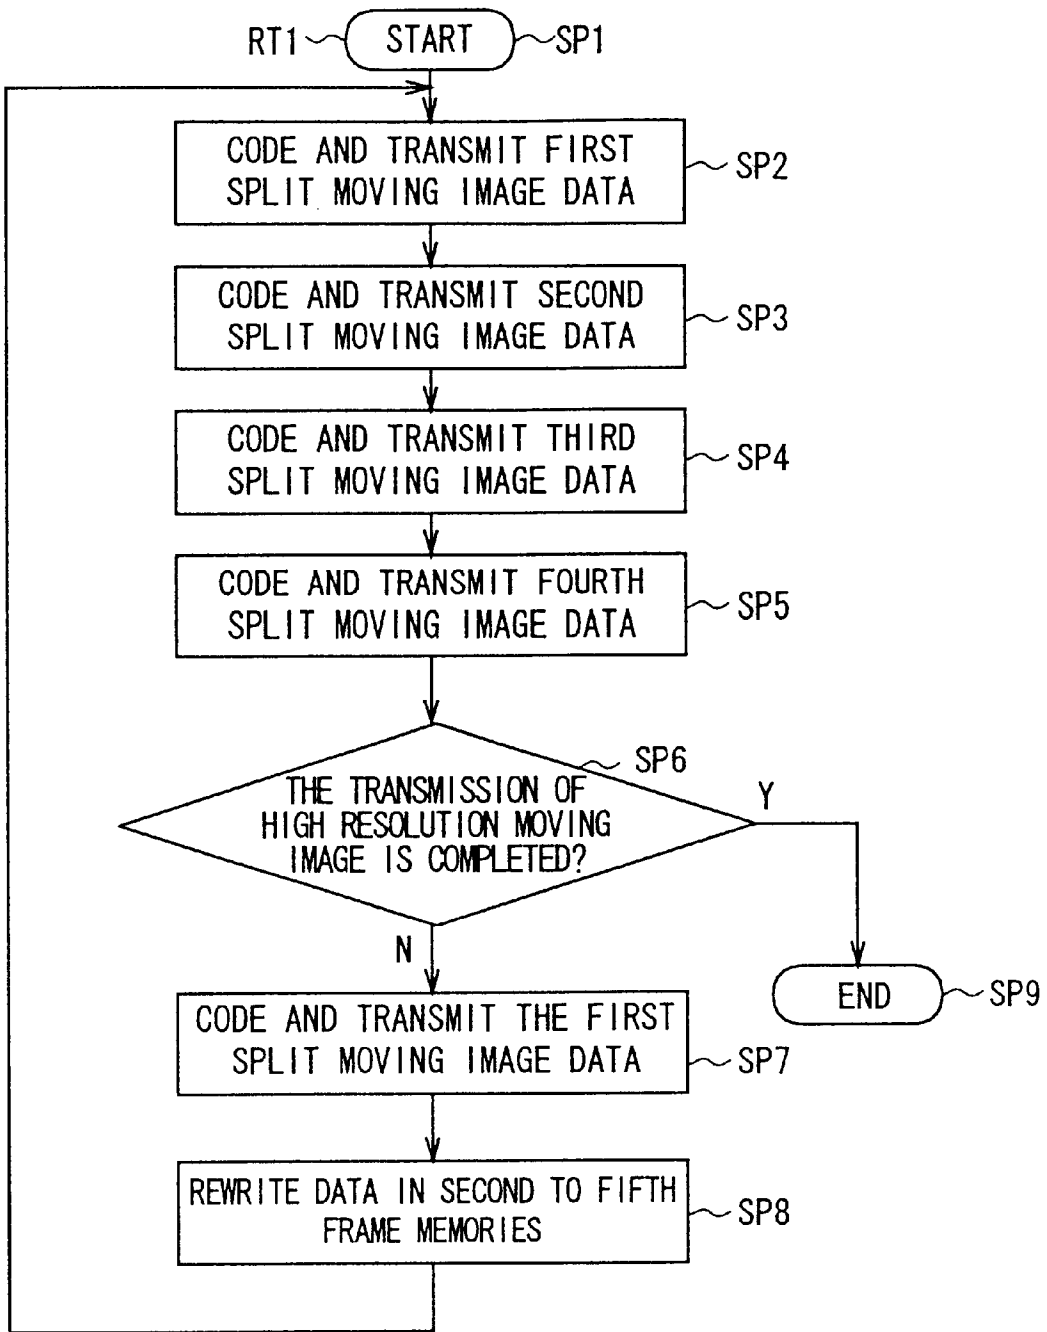 RT1 START SP1
CODE AND TRANSMIT FIRST
SPLIT MOVING IMAGE DATA
SP2
CODE AND TRANSMIT SECOND
SPLIT MOVING IMAGE DATA
SP3
CODE AND TRANSMIT THIRD
SPLIT MOVING IMAGE DATA
SP4
CODE AND TRANSMIT FOURTH
SPLIT MOVING IMAGE DATA
SP5
SP6
THE TRANSMISSION OF
HIGH RESOLUTION MOVING
IMAGE IS COMPLETED?
Y
N
END SP9
CODE AND TRANSMIT THE FIRST
SPLIT MOVING IMAGE DATA
SP7
REWRITE DATA IN SECOND TO FIFTH
FRAME MEMORIES
SP8